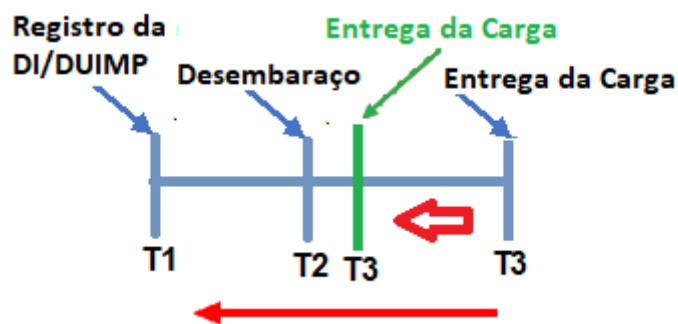 Registro da
DI/DUIMP
Desembaraço
Entrega da Carga
Entrega da Carga
T1
T2
T3
T3